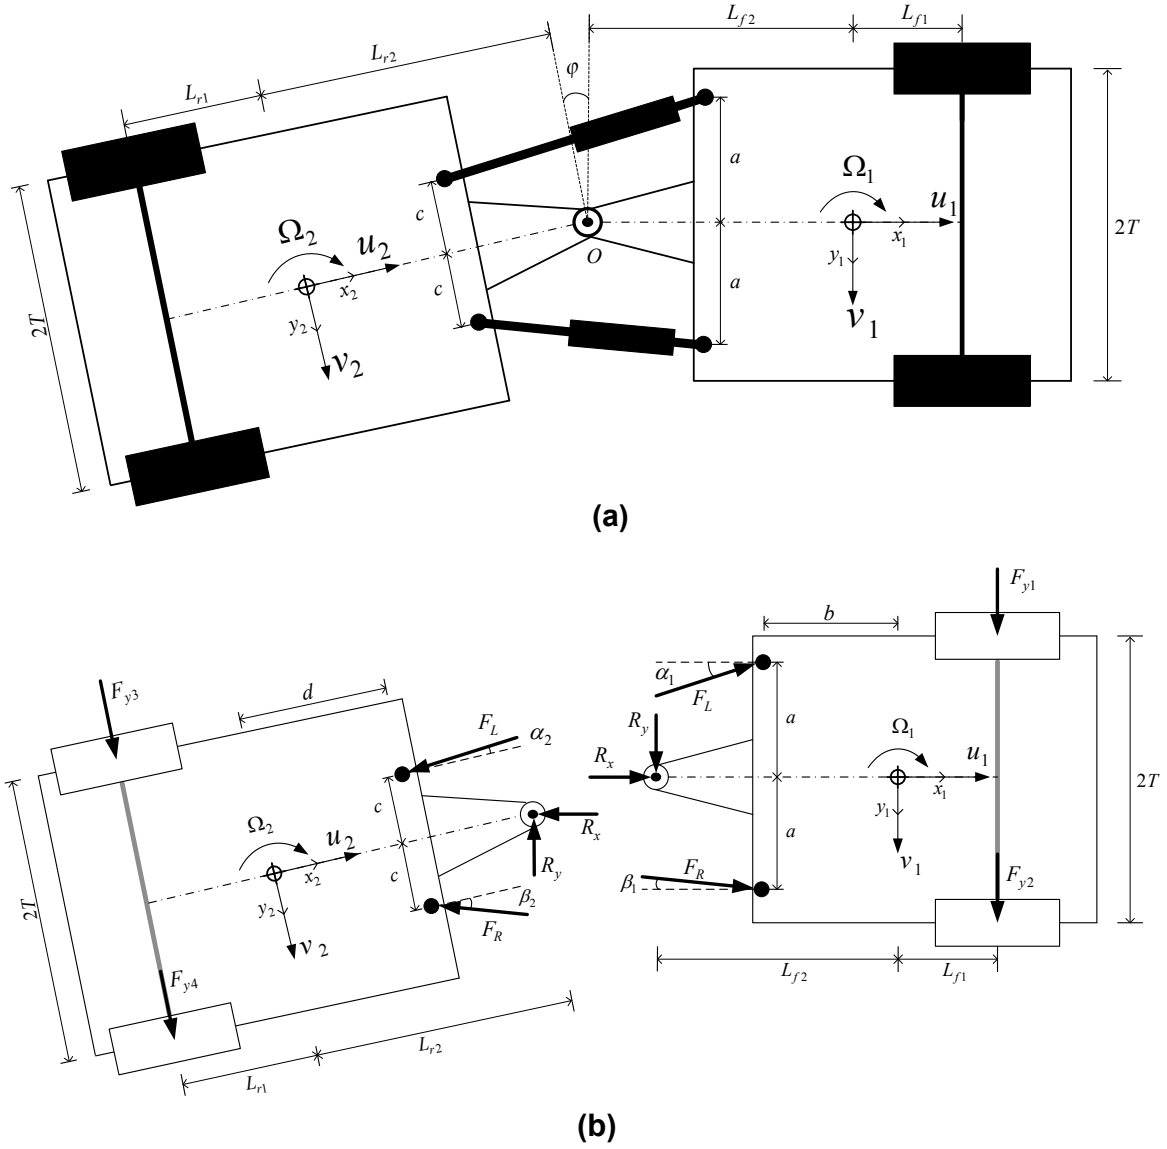 L_{f2} L_{f1}
L_{r2}
φ
L_{r1}
a
c
Ω_1
u_1
x_1
2T
Ω_2
u_2
O
y_1
x_2
c
a
v_1
y_2
2T
v_2
(a)
F_{y1}
b
α_1
F_L
F_{y3}
d
F_L α_2
R_y
a
Ω_1
R_x
u_1
x_1
2T
c
Ω_2
R_x
y_1
a
u_2
x_2
c
R_y
v_1
β_1 F_R
F_{y2}
2T
y_2
β_2
F_R
v_2
F_{y4}
L_{f2} L_{f1}
L_{r2}
L_{r1}
(b)